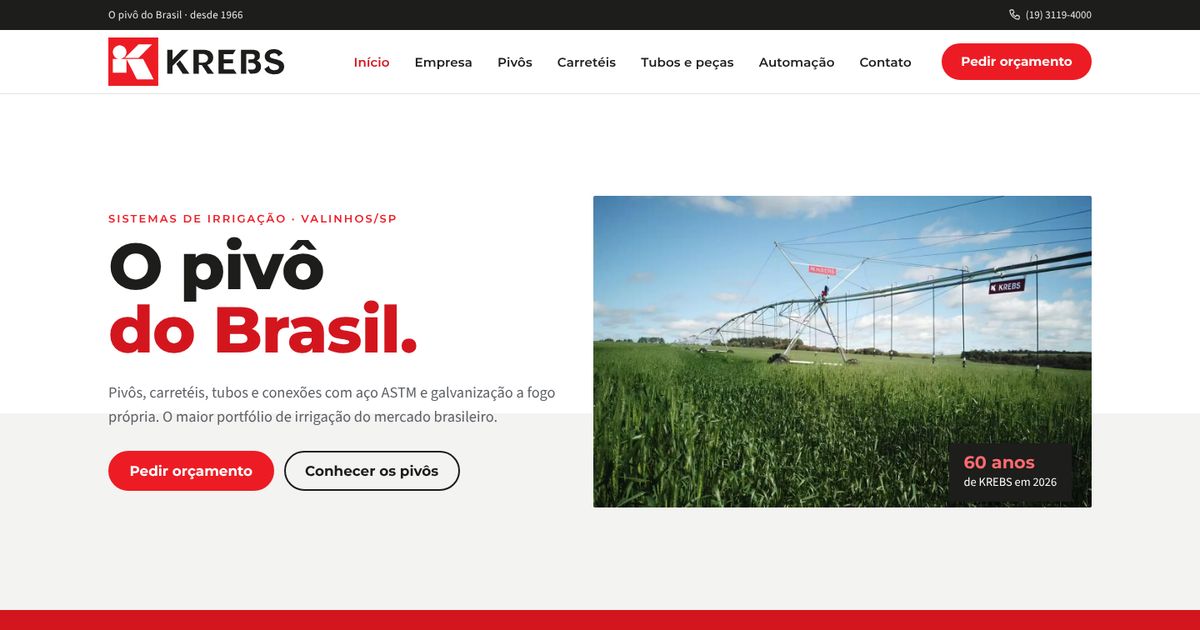 O pivô do Brasil · desde 1966
(19) 3119-4000
KREBS
Início
Empresa
Pivôs
Carretéis
Tubos e peças
Automação
Contato
Pedir orçamento
SISTEMAS DE IRRIGAÇÃO · VALINHOS/SP
O pivô
do Brasil.
Pivôs, carretéis, tubos e conexões com aço ASTM e galvanização a fogo
própria. O maior portfólio de irrigação do mercado brasileiro.
Pedir orçamento
Conhecer os pivôs
KREBS
60 anos
de KREBS em 2026